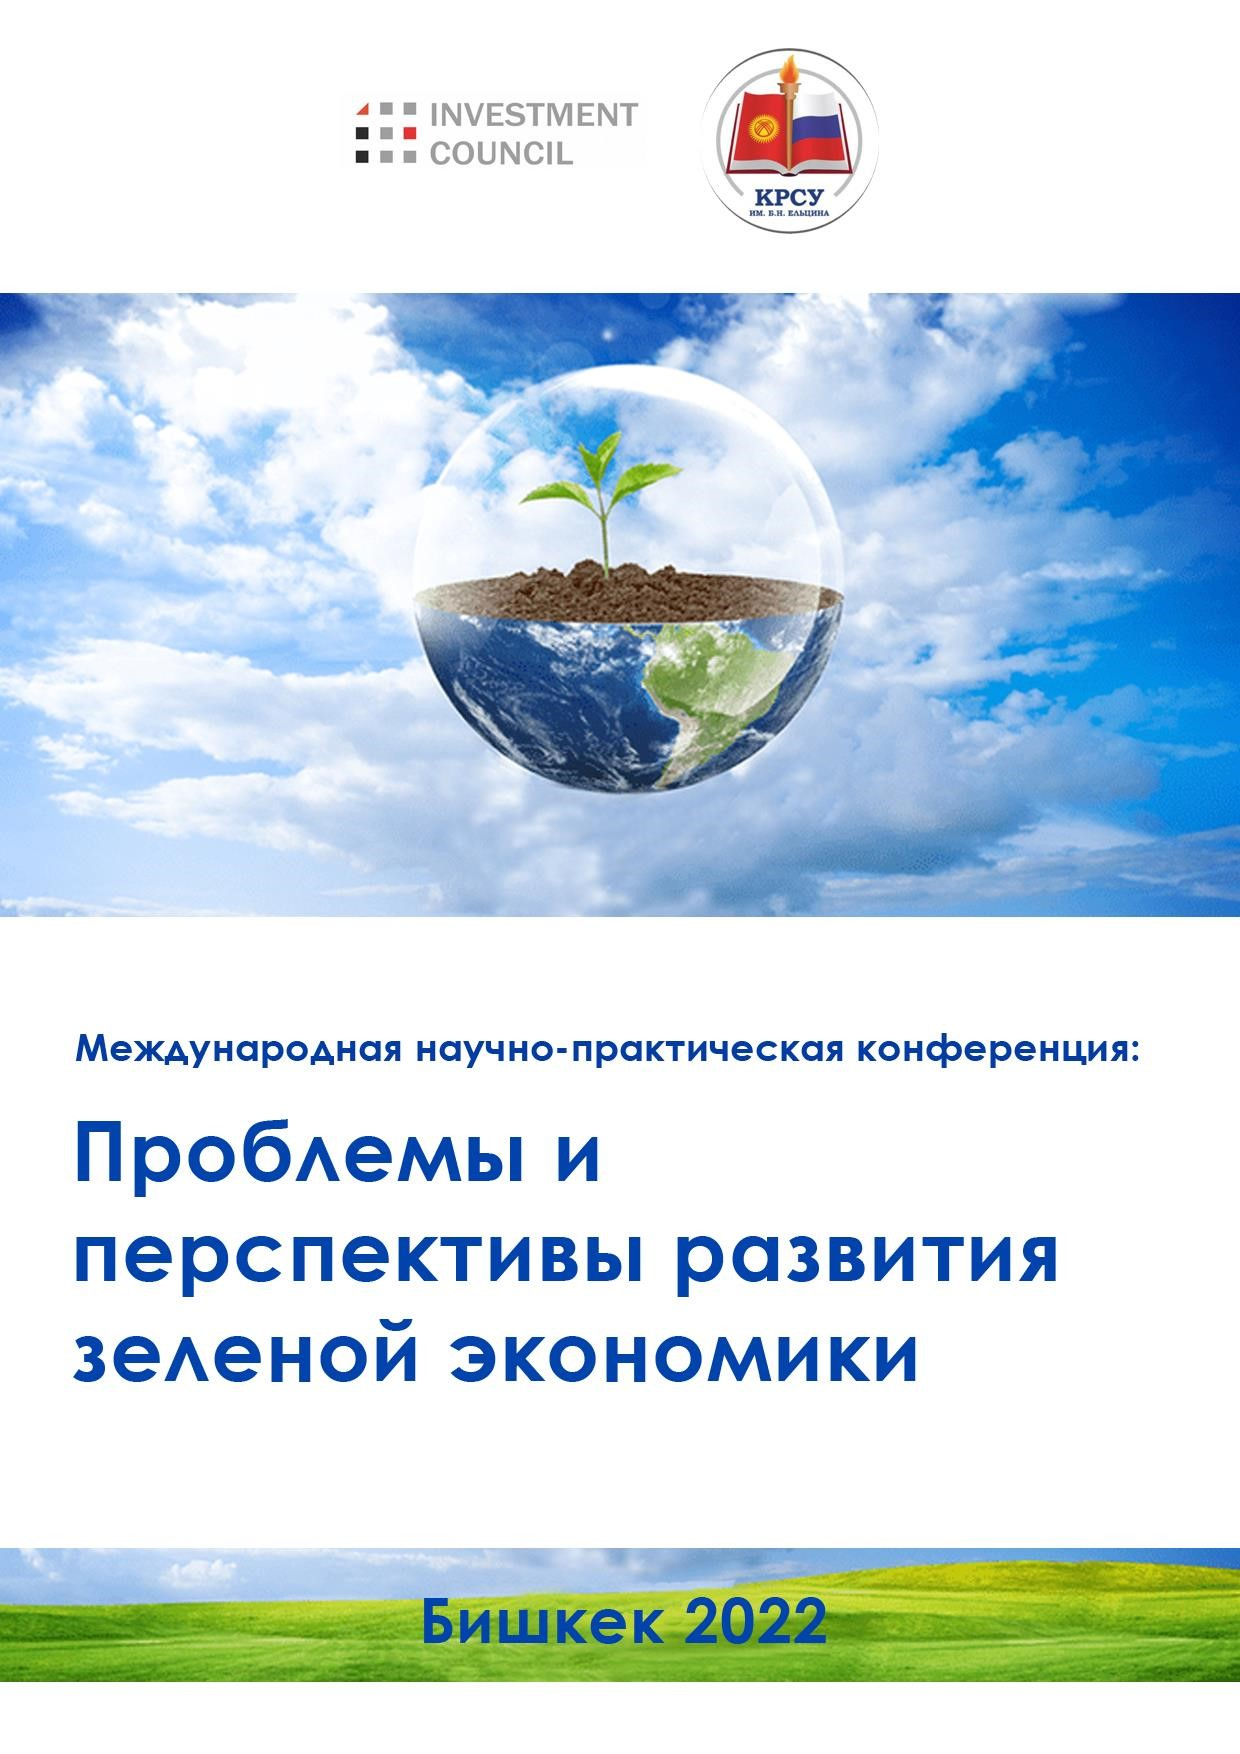 INVESTMENT
COUNCIL
КРСУ
ИМ. Б.Н. ЕЛЬЦИНА
Международная научно-практическая конференция:
Проблемы и
перспективы развития
зеленой экономики
Бишкек 2022